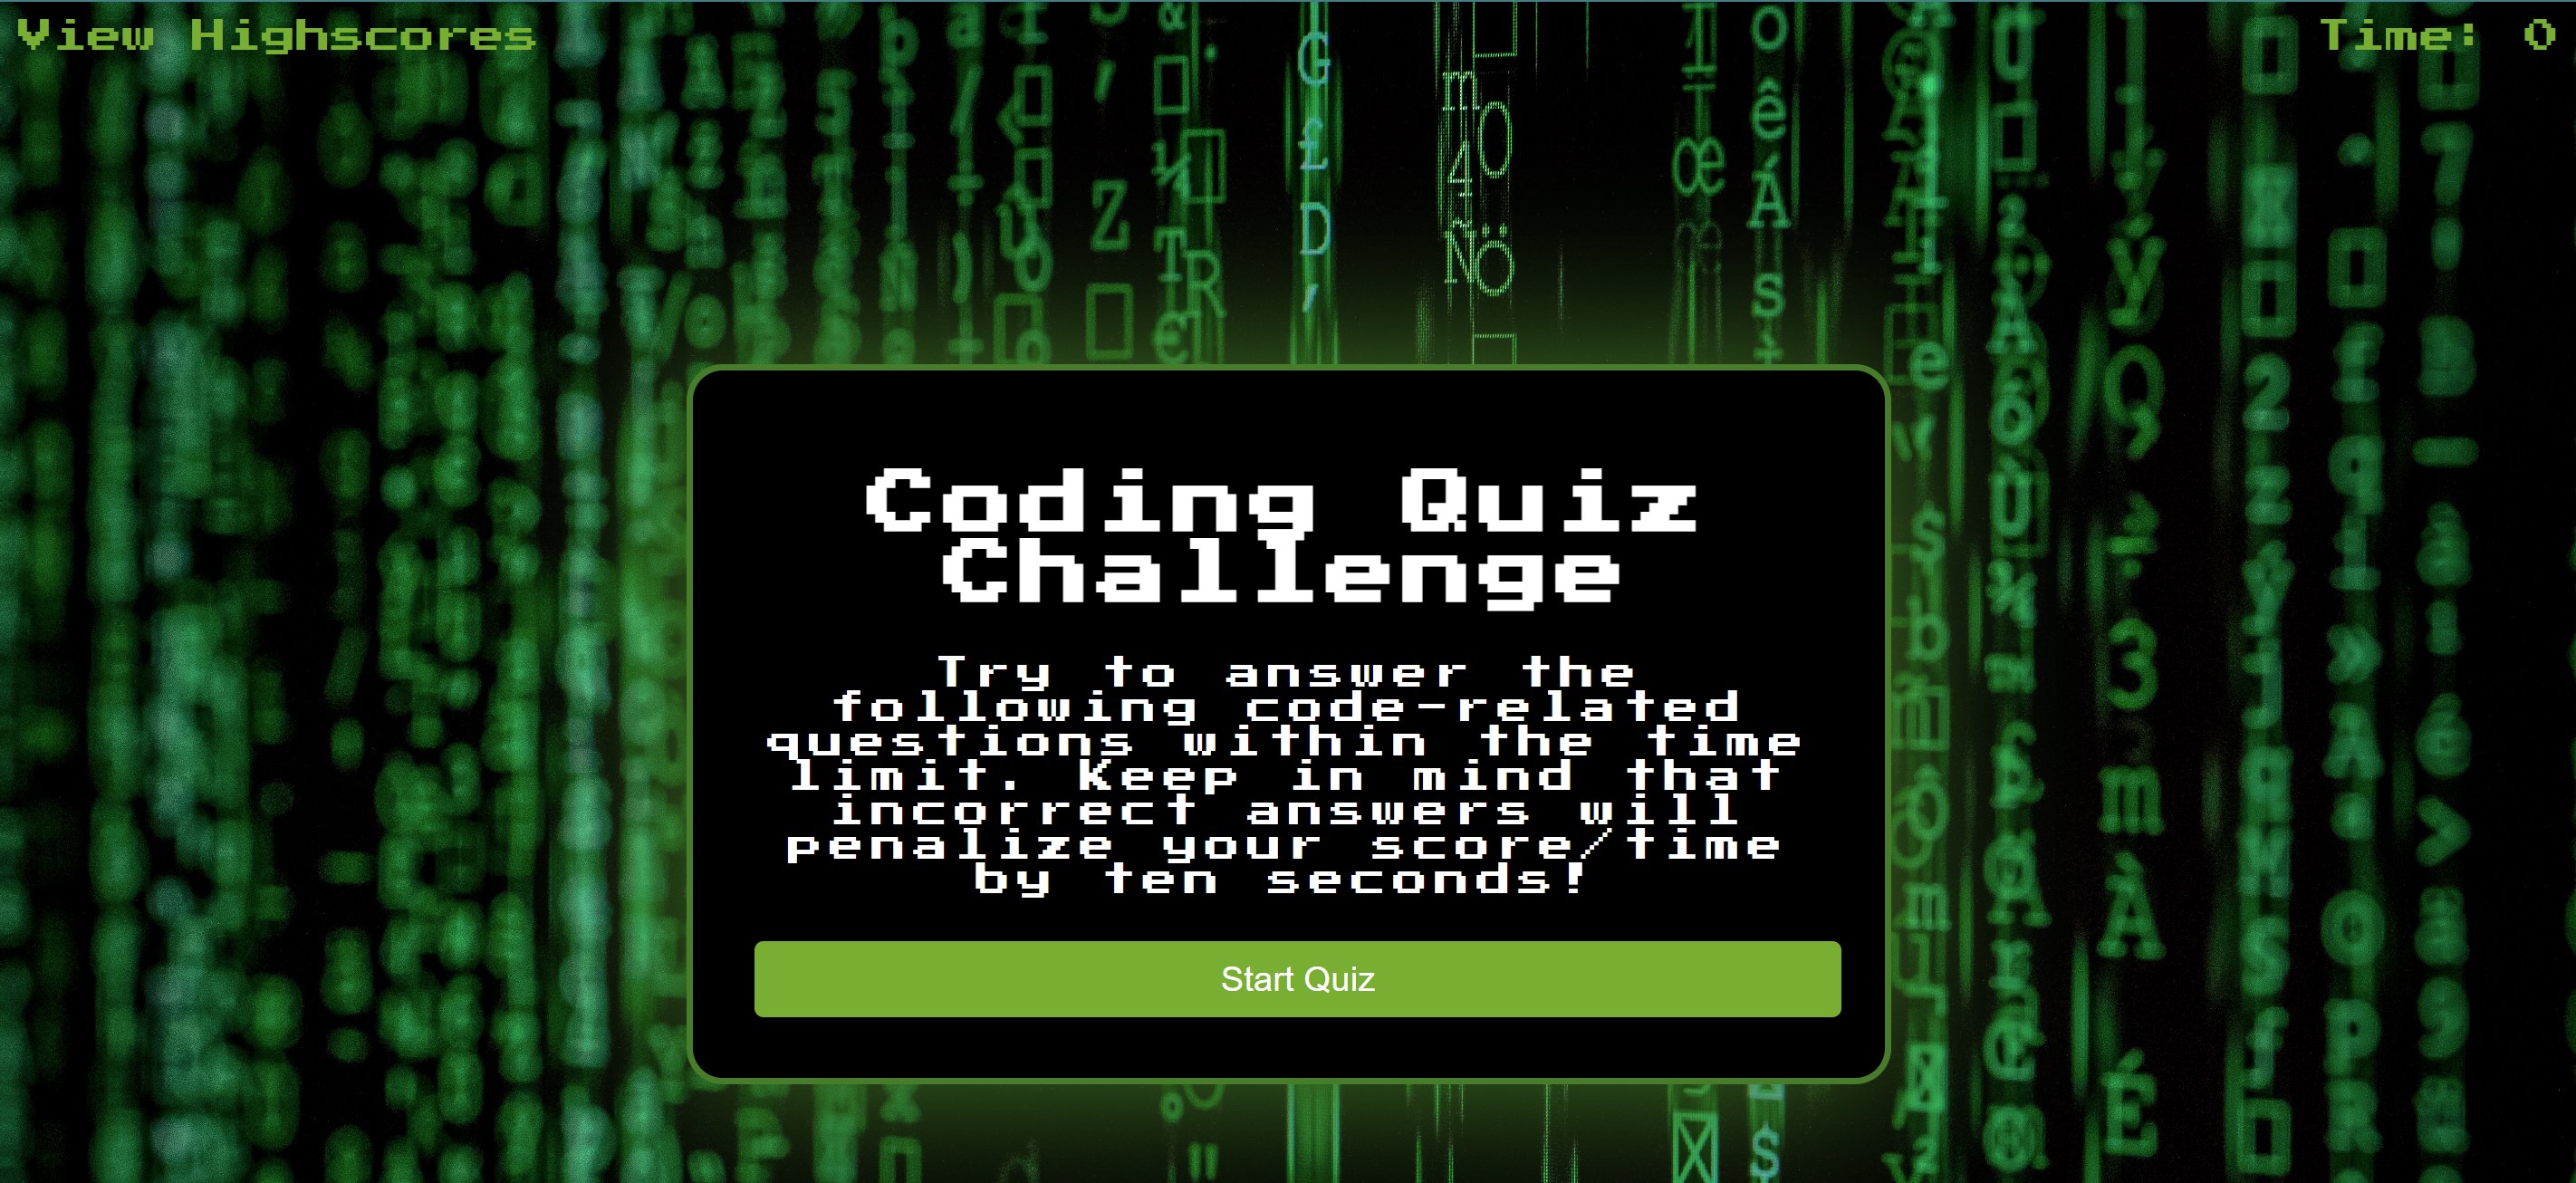 View Highscores
Time: 0
Coding Quiz
Challenge
Try to answer the
following code-related
questions within the time
limit. Keep in mind that
incorrect answers will
penalize your score/time
by ten seconds!
Start Quiz